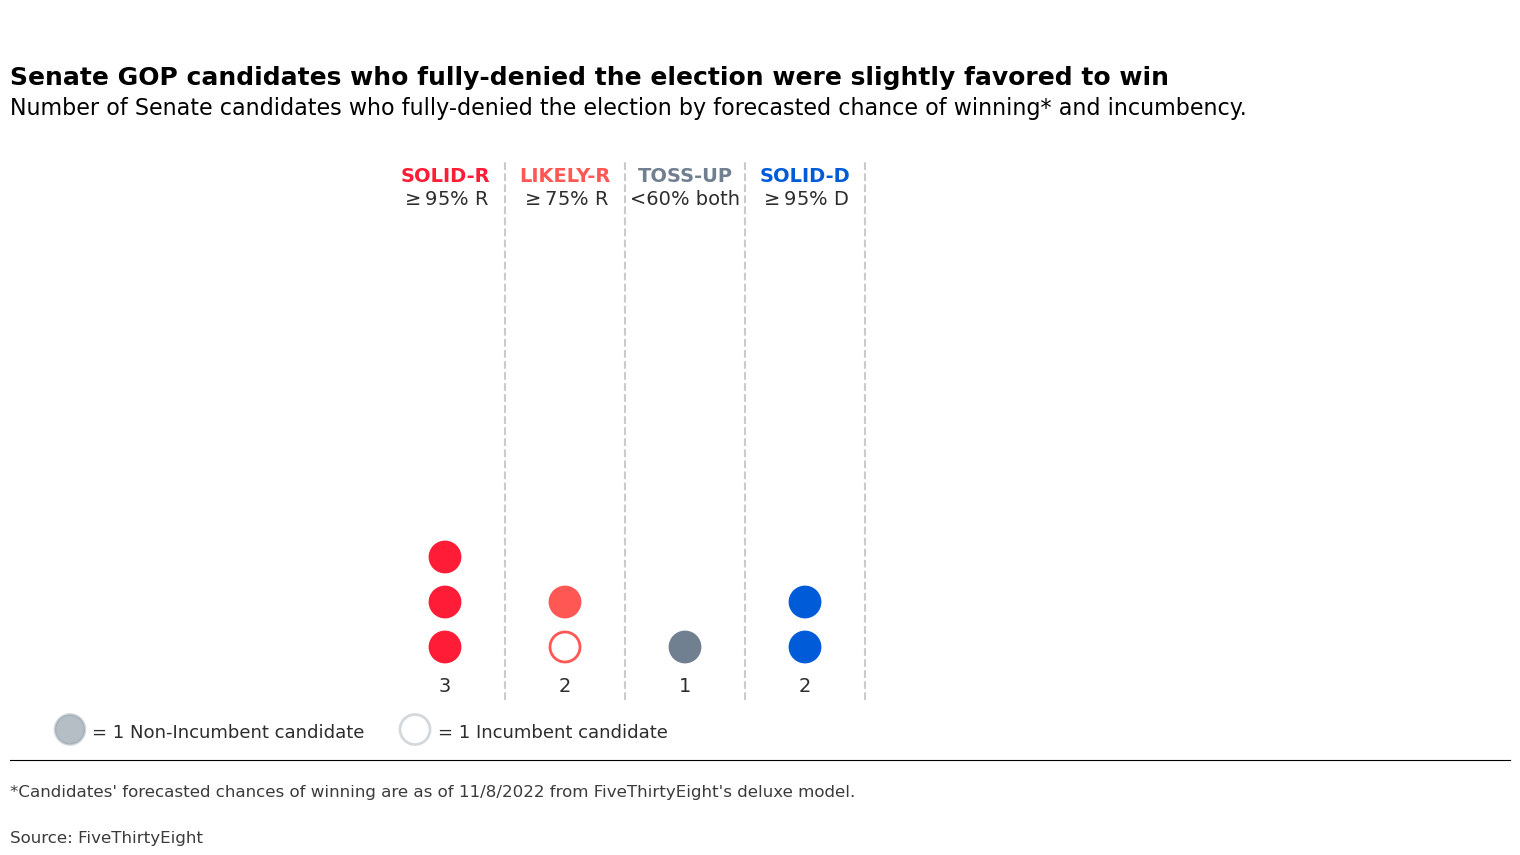 Senate GOP candidates who fully-denied the election were slightly favored to win
Number of Senate candidates who fully-denied the election by forecasted chance of winning* and incumbency.
SOLID-R LIKELY-R TOSS-UP SOLID-D
≥ 95% R ≥ 75% R <60% both ≥ 95% D
3 2 1 2
= 1 Non-Incumbent candidate = 1 Incumbent candidate
*Candidates' forecasted chances of winning are as of 11/8/2022 from FiveThirtyEight's deluxe model.
Source: FiveThirtyEight